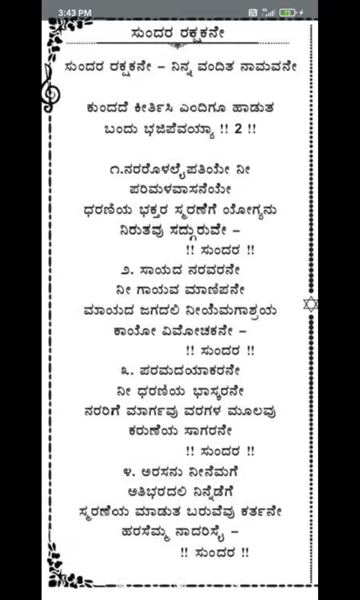 3:43 PM
ಸುಂದರ ರಕ್ಷಕನೇ
ಸುಂದರ ರಕ್ಷಕನೇ – ನಿನ್ನ ವಂದಿತ ನಾಮವನೇ
ಕುಂದದೆ ಕೀರ್ತಿಸಿ ಎಂದಿಗೂ ಹಾಡುತ
ಬಂದು ಭಜಿಪೆವಯ್ಯಾ !! 2 !!
೧.ನರರೊಳಲೈಪತಿಯೇ ನೀ
ಪರಿಮಳವಾಸನೆಯೇ
ಧರಣಿಯ ಭಕ್ತರ ಸ್ಮರಣೆಗೆ ಯೋಗ್ಯನು
ನಿರುತವು ಸದ್ಗುರುವೇ –
!! ಸುಂದರ !!
೨. ಸಾಯದ ನರವರನೇ
ನೀ ಗಾಯವ ಮಾಣಿಪನೇ
ಮಾಯದ ಜಗದಲಿ ನೀಯೆಮಗಾಶ್ರಯ
ಕಾಯೋ ವಿಮೋಚಕನೇ –
!! ಸುಂದರ !!
೩. ಪರಮದಯಾಕರನೇ
ನೀ ಧರಣಿಯ ಭಾಸ್ಕರನೇ
ನರರಿಗೆ ಮಾರ್ಗವು ವರಗಳ ಮೂಲವು
ಕರುಣೆಯ ಸಾಗರನೇ
!! ಸುಂದರ !!
೪. ಅರಸನು ನೀನೆಮಗೆ
ಅತಿಭರದಲಿ ನಿನ್ನೆಡೆಗೆ
ಸ್ಮರಣೆಯ ಮಾಡುತ ಬರುವೆವು ಕರ್ತನೇ
ಹರಸೆಮ್ಮ ನಾದರಿಸೈ –
!! ಸುಂದರ !!